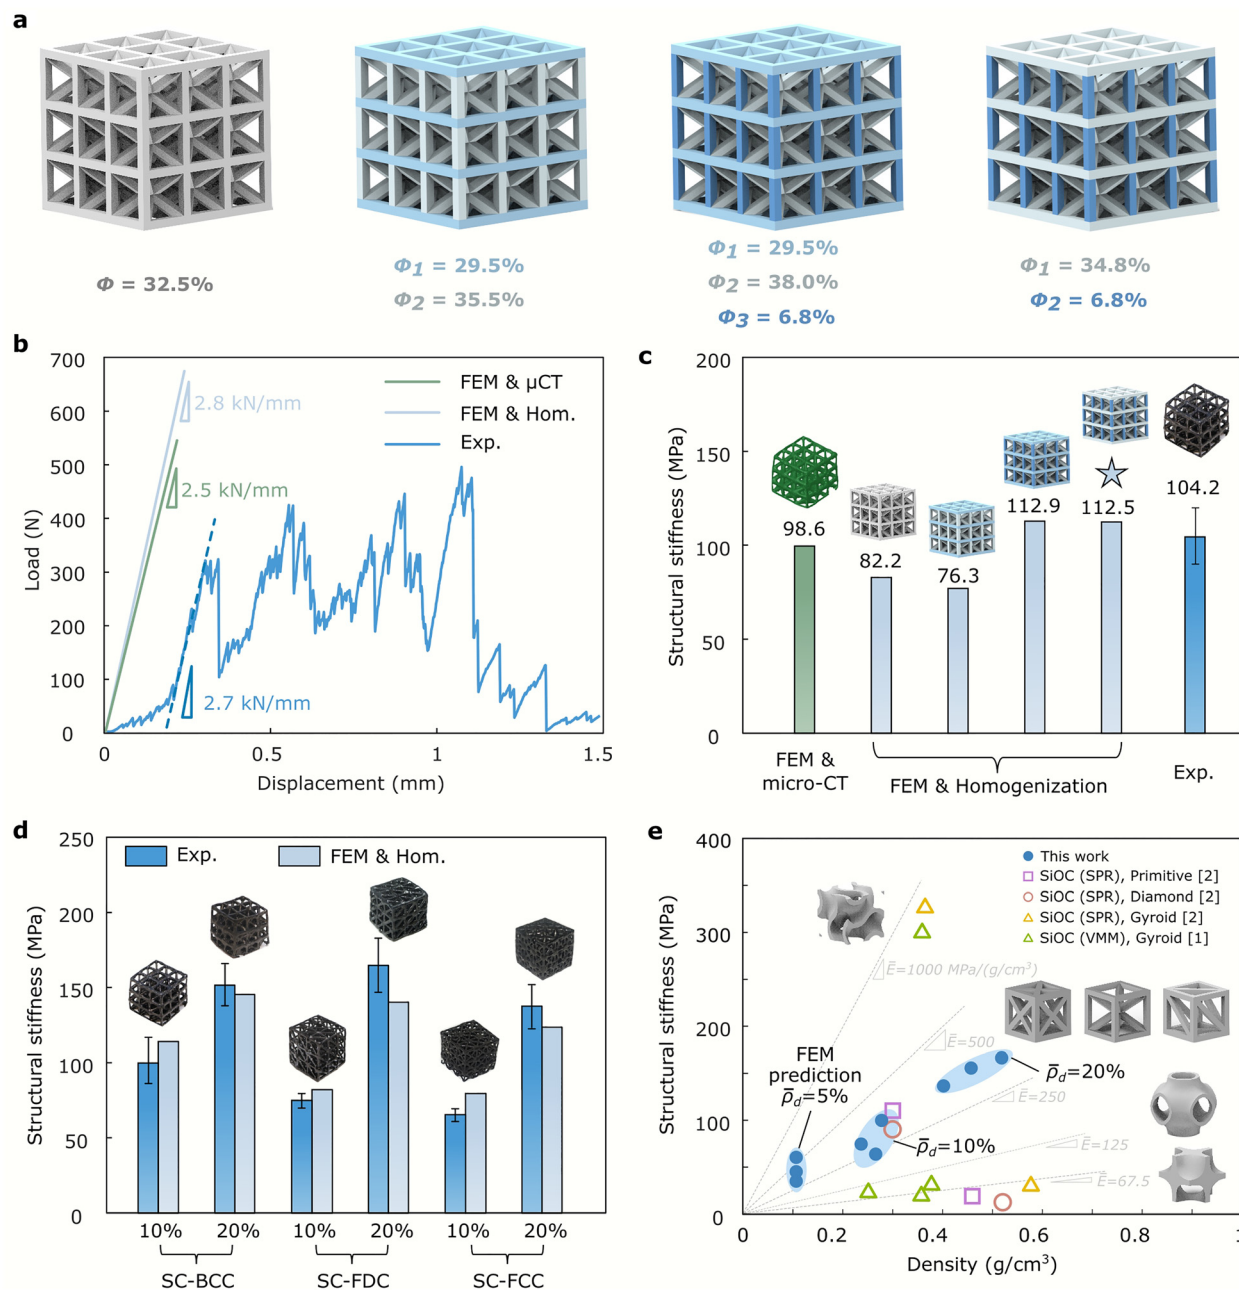 a
Φ = 32.5%
Φ1 = 29.5%
Φ2 = 35.5%
Φ1 = 29.5%
Φ2 = 38.0%
Φ3 = 6.8%
Φ1 = 34.8%
Φ2 = 6.8%
b
Load (N)
700
600
500
400
300
200
100
0
FEM & μCT
FEM & Hom.
Exp.
2.8 kN/mm
2.5 kN/mm
2.7 kN/mm
0
0.5
1
1.5
Displacement (mm)
c
Structural stiffness (MPa)
200
150
100
50
0
98.6
82.2
76.3
112.9
112.5
104.2
FEM &
micro-CT
FEM & Homogenization
Exp.
d
Structural stiffness (MPa)
250
200
150
100
50
0
Exp.
FEM & Hom.
10%
20%
10%
20%
10%
20%
SC-BCC
SC-FDC
SC-FCC
e
Structural stiffness (MPa)
400
300
200
100
0
This work
SiOC (SPR), Primitive [2]
SiOC (SPR), Diamond [2]
SiOC (SPR), Gyroid [2]
SiOC (VMM), Gyroid [1]
Ē=1000 MPa/(g/cm³)
Ē=500
Ē=250
Ē=125
Ē=67.5
FEM
prediction
ρ̄d=5%
ρ̄d=20%
ρ̄d=10%
0
0.2
0.4
0.6
0.8
1
Density (g/cm³)